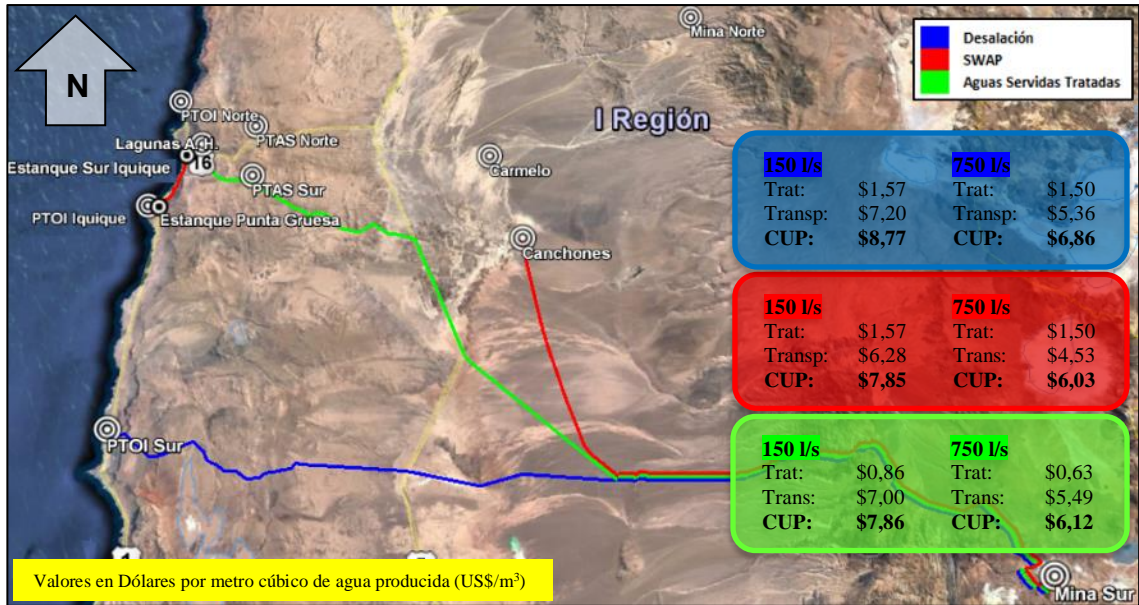 N
Mina Norte
Desalación
SWAP
Aguas Servidas Tratadas
PTOI Norte
I Región
Lagunas A.H.
PTAS Norte
Estanque Sur Iquique
16
Carmelo
PTAS Sur
PTOI Iquique
Estanque Punta Gruesa
Canchones
150 l/s 750 l/s
Trat: $1,57 Trat: $1,50
Transp: $7,20 Transp: $5,36
CUP: $8,77 CUP: $6,86
150 l/s 750 l/s
Trat: $1,57 Trat: $1,50
Transp: $6,28 Trans: $4,53
CUP: $7,85 CUP: $6,03
PTOI Sur
150 l/s 750 l/s
Trat: $0,86 Trat: $0,63
Trans: $7,00 Trans: $5,49
CUP: $7,86 CUP: $6,12
Valores en Dólares por metro cúbico de agua producida (US$/m³)
Mina Sur